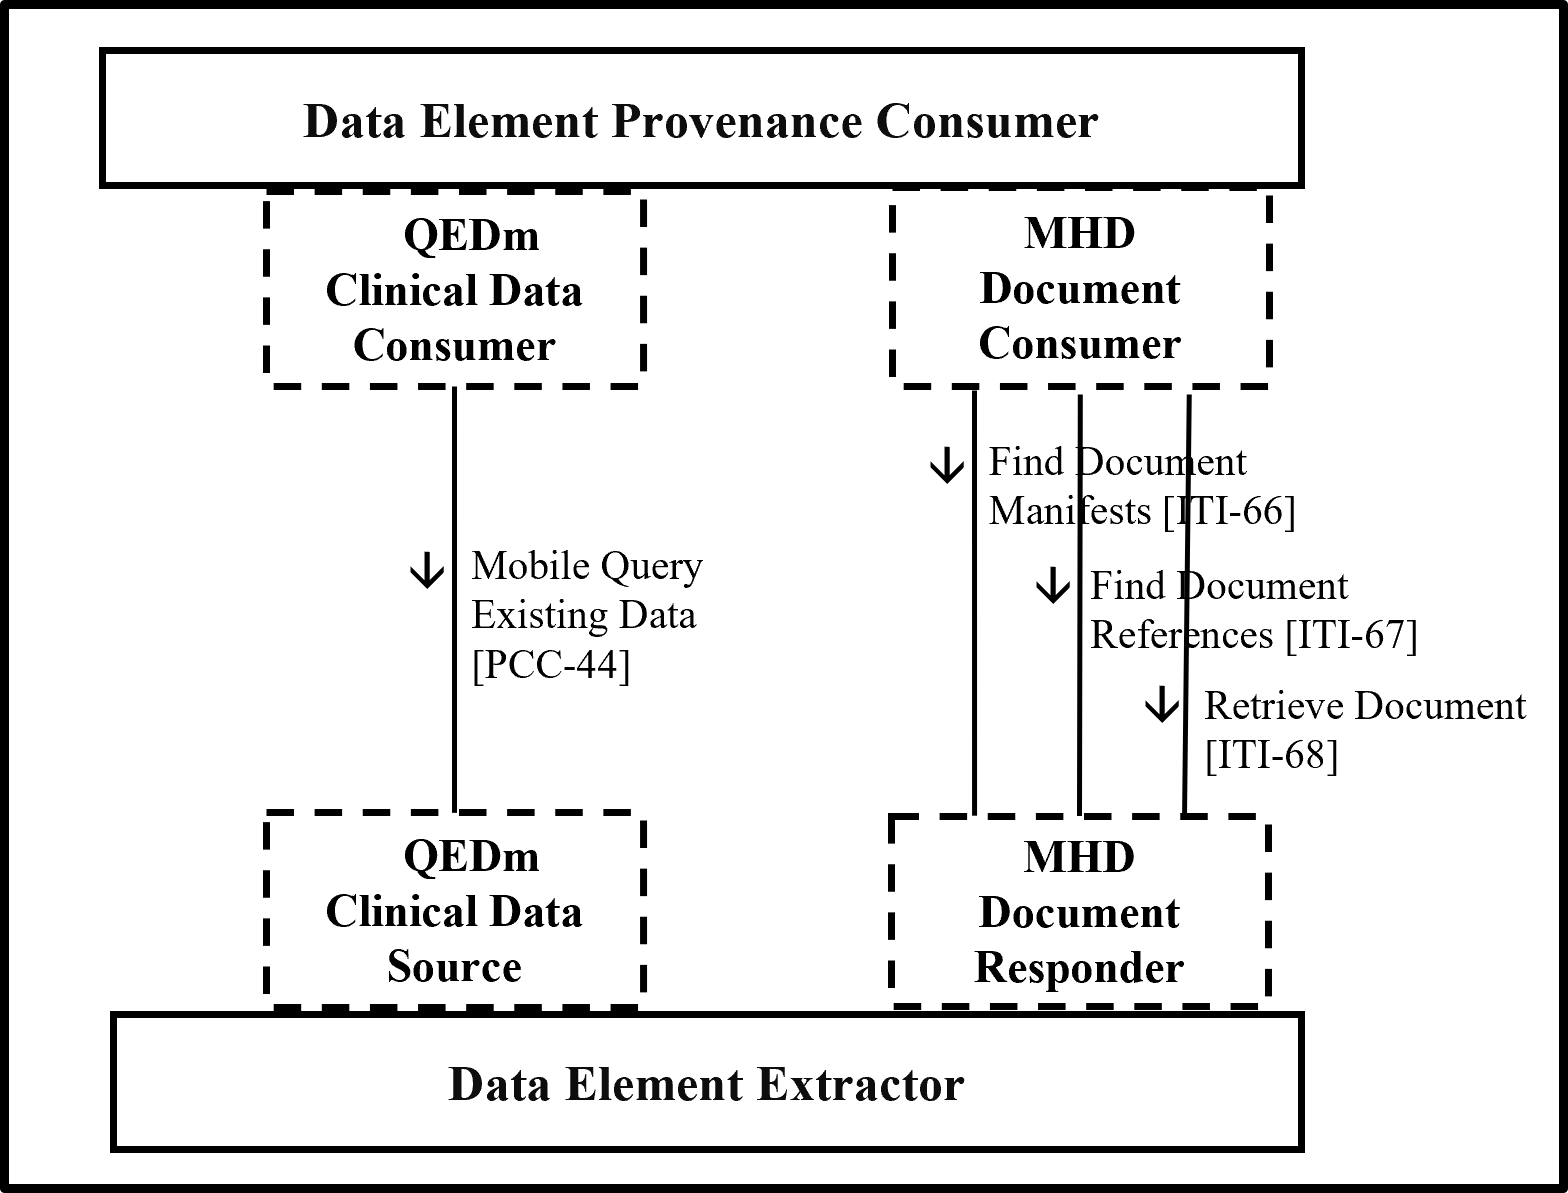 Data Element Provenance Consumer
QEDm
Clinical Data
Consumer
MHD
Document
Consumer
Find Document
Manifests [ITI-66]
Mobile Query
Existing Data
[PCC-44]
Find Document
References [ITI-67]
Retrieve Document
[ITI-68]
QEDm
Clinical Data
Source
MHD
Document
Responder
Data Element Extractor